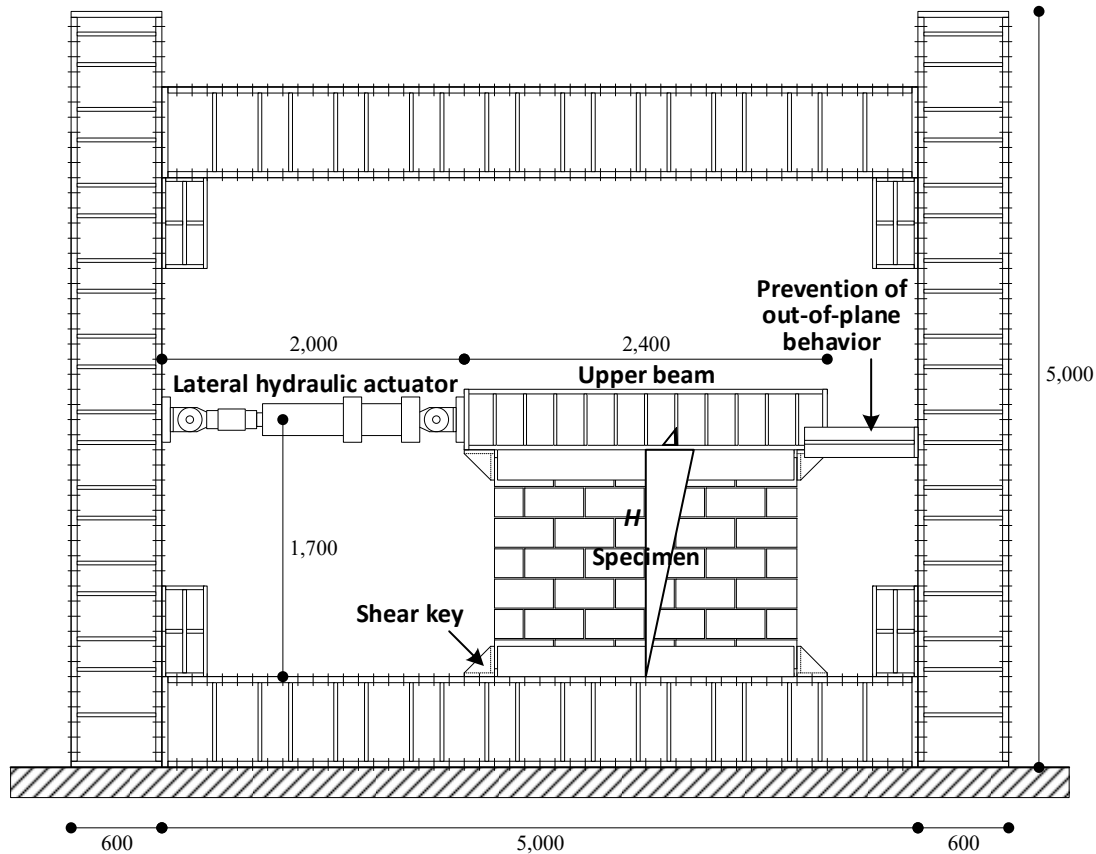 Prevention of
out-of-plane
behavior
2,000
2,400
5,000
Lateral hydraulic actuator
Upper beam
H
1,700
Specimen
Shear key
600
5,000
600